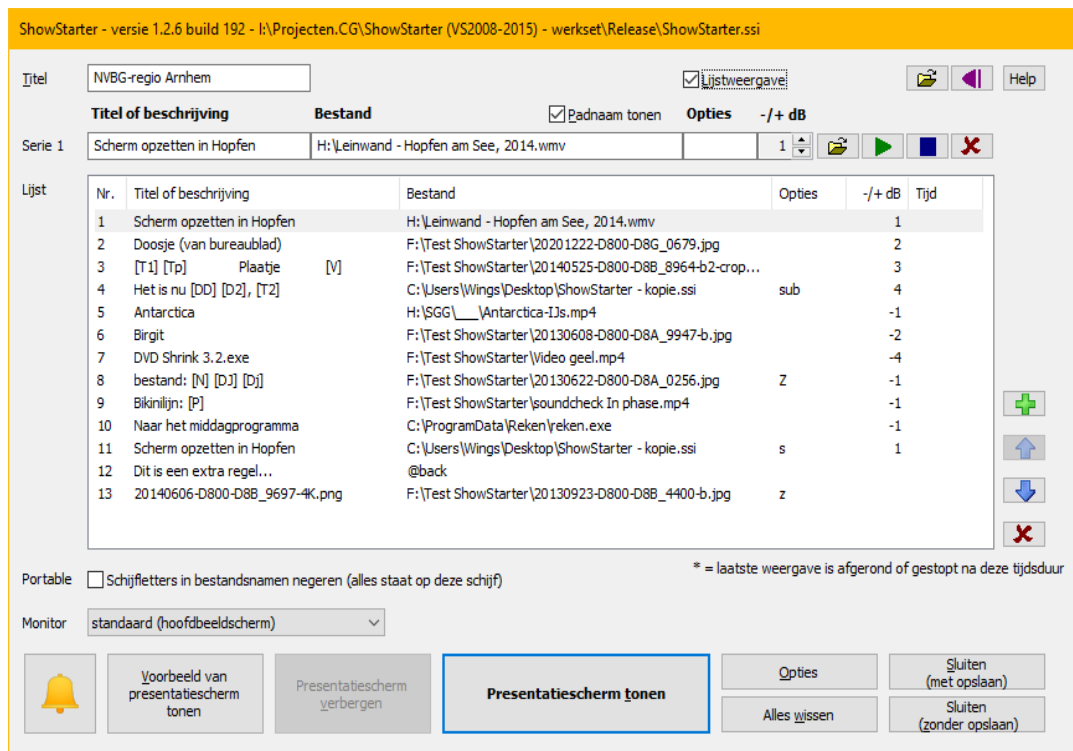 ShowStarter - versie 1.2.6 build 192 - I:\Projecten.CG\ShowStarter (VS2008-2015) - werkset\Release\ShowStarter.ssi
Titel NVBG-regio Arnhem Lijstweergave Help
Titel of beschrijving Bestand Padnaam tonen Opties -/+ dB
Serie 1 Scherm opzetten in Hopfen H:\Leinwand - Hopfen am See, 2014.wmv 1
Lijst Nr. Titel of beschrijving Bestand Opties -/+ dB Tijd
1 Scherm opzetten in Hopfen H:\Leinwand - Hopfen am See, 2014.wmv 1
2 Doosje (van bureaublad) F:\Test ShowStarter\20201222-D800-D8G_0679.jpg 2
3 [T1] [Tp] Plaatje [V] F:\Test ShowStarter\20140525-D800-D8B_8964-b2-crop... 3
4 Het is nu [DD] [D2], [T2] C:\Users\Wings\Desktop\ShowStarter - kopie.ssi sub 4
5 Antarctica H:\SGG\___\Antarctica-IJs.mp4 -1
6 Birgit F:\Test ShowStarter\20130608-D800-D8A_9947-b.jpg -2
7 DVD Shrink 3.2.exe F:\Test ShowStarter\Video geel.mp4 -4
8 bestand: [N] [DJ] [Dj] F:\Test ShowStarter\20130622-D800-D8A_0256.jpg Z -1
9 Bikinilijn: [P] F:\Test ShowStarter\soundcheck In phase.mp4 -1
10 Naar het middagprogramma C:\ProgramData\Reken\reken.exe -1
11 Scherm opzetten in Hopfen C:\Users\Wings\Desktop\ShowStarter - kopie.ssi s 1
12 Dit is een extra regel... @back
13 20140606-D800-D8B_9697-4K.png F:\Test ShowStarter\20130923-D800-D8B_4400-b.jpg z
Portable Schijfletters in bestandsnamen negeren (alles staat op deze schijf) * = laatste weergave is afgerond of gestopt na deze tijdsduur
Monitor standaard (hoofdbeeldscherm)
Voorbeeld van
presentatiescherm
tonen
Presentatiescherm
verbergen
Presentatiescherm tonen
Opties
Alles wissen
Sluiten
(met opslaan)
Sluiten
(zonder opslaan)